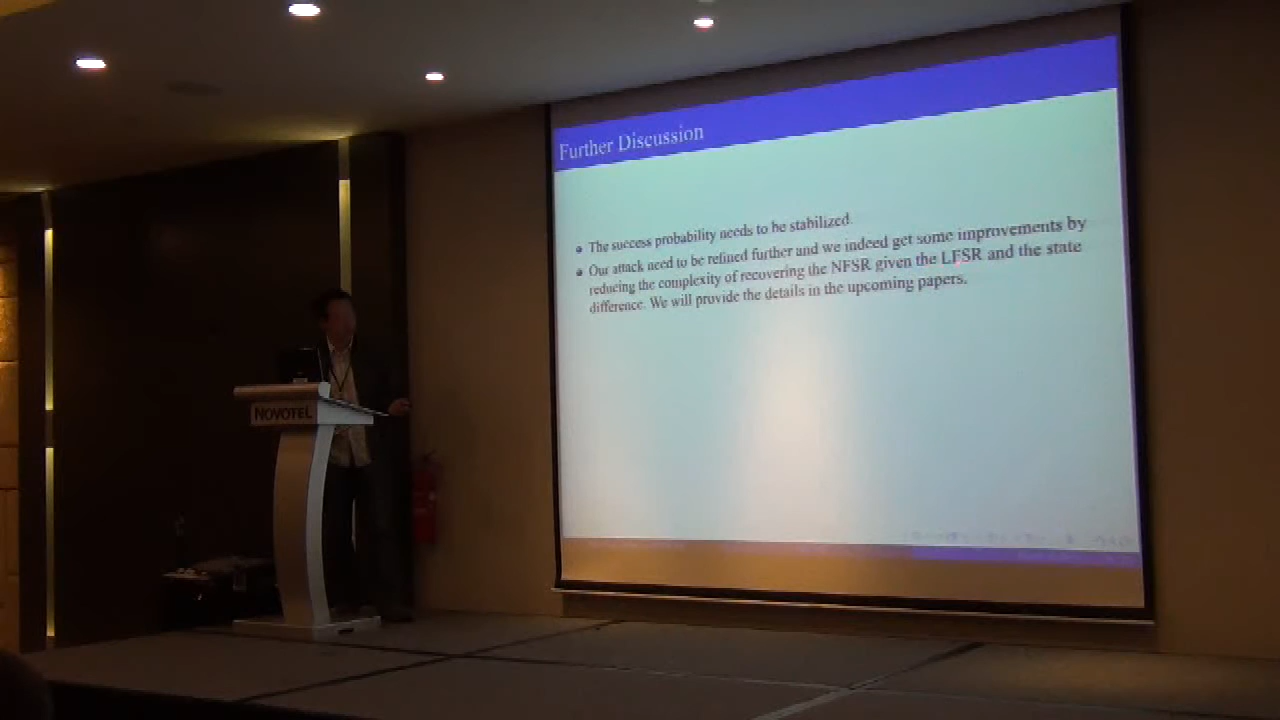 Further Discussion
The success probability needs to be stabilized.
Our attack need to be refined further and we indeed get some improvements by
reducing the complexity of recovering the NFSR given the LFSR and the state
difference. We will provide the details in the upcoming papers.
NOVOTEL